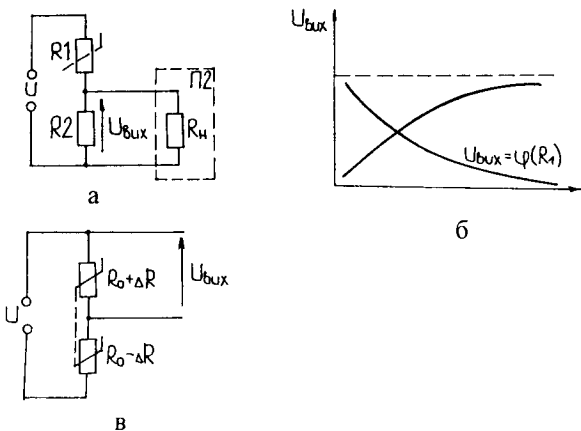 R1
U
R2
Uвих
П2
Rн
а
Uвих
Uвих=φ(R1)
б
U
R0+ΔR
Uвих
R0−ΔR
в